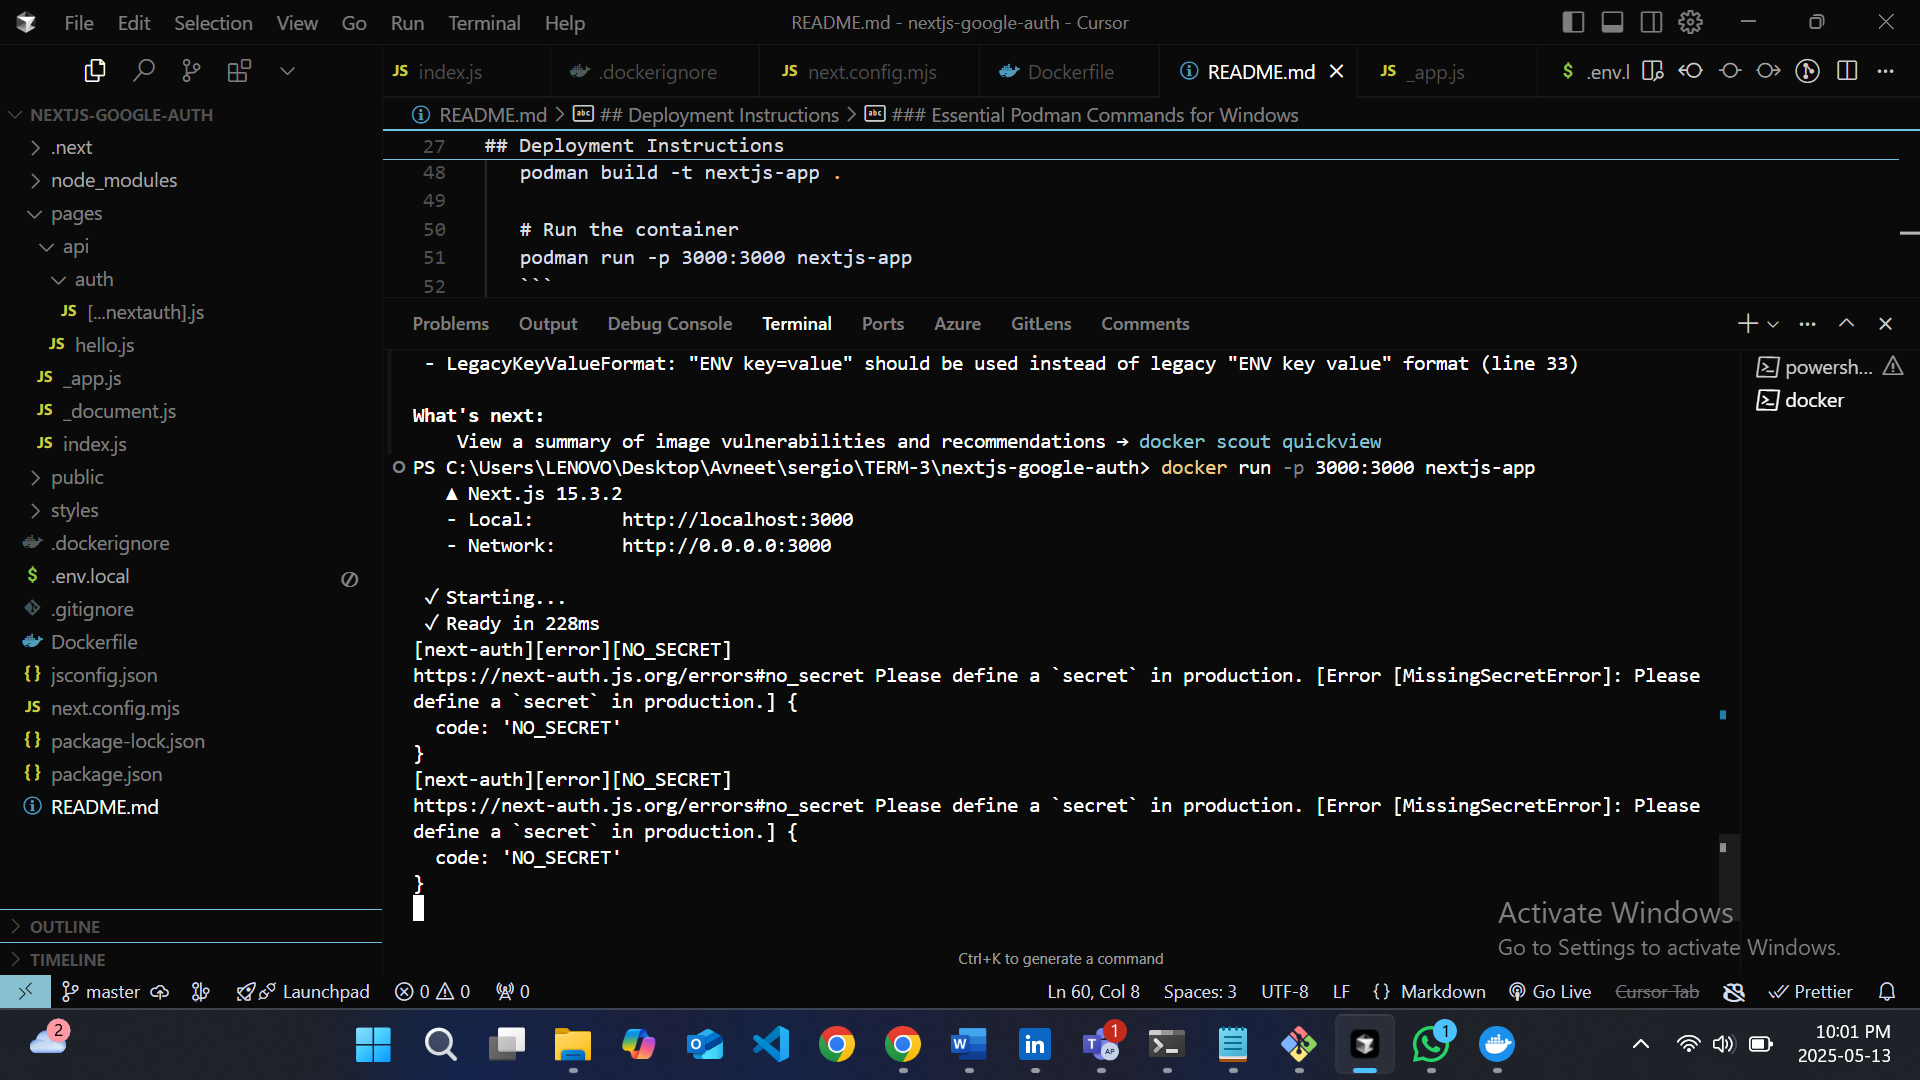 File Edit Selection View Go Run Terminal Help
README.md - nextjs-google-auth - Cursor
JS index.js
.dockerignore
JS next.config.mjs
Dockerfile
README.md
JS _app.js
$ .env.l
NEXTJS-GOOGLE-AUTH
.next
node_modules
pages
api
auth
JS [...nextauth].js
JS hello.js
JS _app.js
JS _document.js
JS index.js
public
styles
.dockerignore
$ .env.local
.gitignore
Dockerfile
{} jsconfig.json
JS next.config.mjs
{} package-lock.json
{} package.json
README.md
OUTLINE
TIMELINE
README.md > abc ## Deployment Instructions > abc ### Essential Podman Commands for Windows
27 ## Deployment Instructions
48 podman build -t nextjs-app .
49
50 # Run the container
51 podman run -p 3000:3000 nextjs-app
52 ```
Problems Output Debug Console Terminal Ports Azure GitLens Comments
powersh...
docker
- LegacyKeyValueFormat: "ENV key=value" should be used instead of legacy "ENV key value" format (line 33)
What's next:
View a summary of image vulnerabilities and recommendations → docker scout quickview
PS C:\Users\LENOVO\Desktop\Avneet\sergio\TERM-3\nextjs-google-auth> docker run -p 3000:3000 nextjs-app
▲ Next.js 15.3.2
- Local: http://localhost:3000
- Network: http://0.0.0.0:3000
✓ Starting...
✓ Ready in 228ms
[next-auth][error][NO_SECRET]
https://next-auth.js.org/errors#no_secret Please define a `secret` in production. [Error [MissingSecretError]: Please
define a `secret` in production.] {
code: 'NO_SECRET'
}
[next-auth][error][NO_SECRET]
https://next-auth.js.org/errors#no_secret Please define a `secret` in production. [Error [MissingSecretError]: Please
define a `secret` in production.] {
code: 'NO_SECRET'
}
Activate Windows
Go to Settings to activate Windows.
Ctrl+K to generate a command
master Launchpad 0 0 0
Ln 60, Col 8 Spaces: 3 UTF-8 LF {} Markdown Go Live Cursor Tab Prettier
2
W
in
T
1
AP
1
10:01 PM
2025-05-13